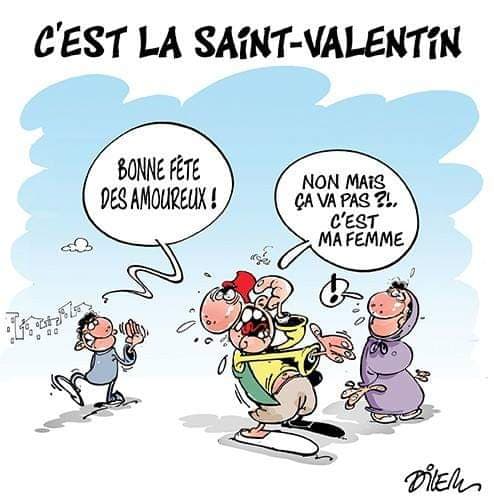 C'EST LA SAINT-VALENTIN
BONNE FÊTE
DES AMOUREUX !
NON MAIS
ÇA VA PAS ?!.
C'EST
MA FEMME
!
DILEM